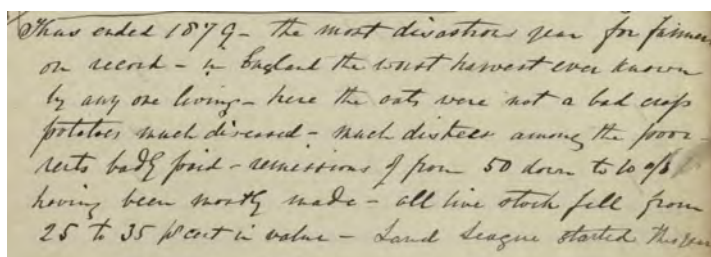 Thus ended 1879 - the most disastrous year for farmers
on record - in England the worst harvest ever known
by any one living - here the oats were not a bad crop
potatoes much diseased - much distress among the poor -
rents badly paid - remissions of from 50 down to 10 o/o
having been mostly made - all live stock fell from
25 to 35 p cent in value - Land League started this year